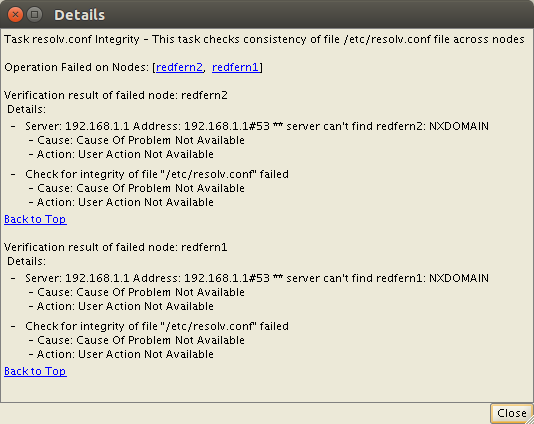 Details
Task resolv.conf Integrity - This task checks consistency of file /etc/resolv.conf file across nodes
Operation Failed on Nodes: [redfern2, redfern1]
Verification result of failed node: redfern2
Details:
- Server: 192.168.1.1 Address: 192.168.1.1#53 ** server can't find redfern2: NXDOMAIN
- Cause: Cause Of Problem Not Available
- Action: User Action Not Available
- Check for integrity of file "/etc/resolv.conf" failed
- Cause: Cause Of Problem Not Available
- Action: User Action Not Available
Back to Top
Verification result of failed node: redfern1
Details:
- Server: 192.168.1.1 Address: 192.168.1.1#53 ** server can't find redfern1: NXDOMAIN
- Cause: Cause Of Problem Not Available
- Action: User Action Not Available
- Check for integrity of file "/etc/resolv.conf" failed
- Cause: Cause Of Problem Not Available
- Action: User Action Not Available
Back to Top
Close